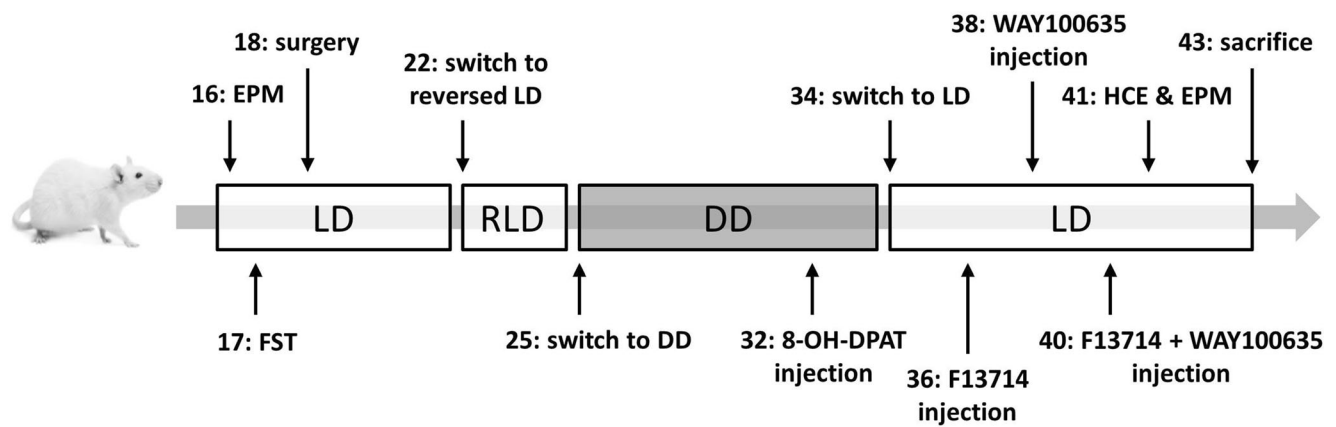 38: WAY100635
injection
18: surgery
43: sacrifice
22: switch to
reversed LD
16: EPM
34: switch to LD
41: HCE & EPM
LD
RLD
DD
LD
17: FST
25: switch to DD
32: 8-OH-DPAT
injection
36: F13714
injection
40: F13714 + WAY100635
injection